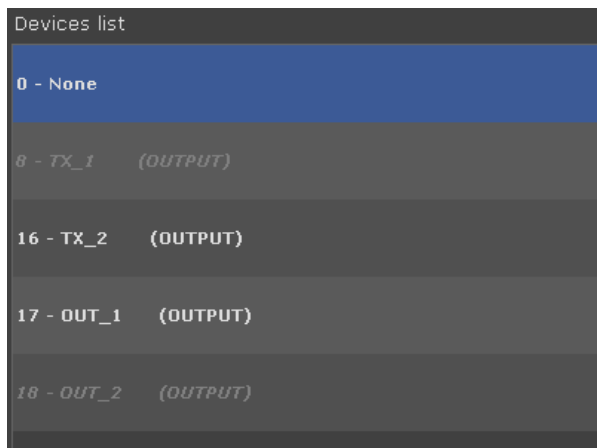 Devices list
0 - None
8 - TX_1 (OUTPUT)
16 - TX_2 (OUTPUT)
17 - OUT_1 (OUTPUT)
18 - OUT_2 (OUTPUT)